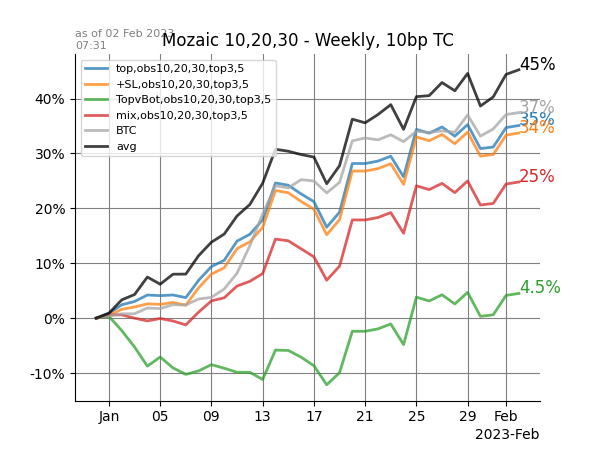 as of 02 Feb 2023
07:31
Mozaic 10,20,30 - Weekly, 10bp TC
top,obs10,20,30,top3,5
+SL,obs10,20,30,top3,5
TopvBot,obs10,20,30,top3,5
mix,obs10,20,30,top3,5
BTC
avg
45%
37%
35%
34%
25%
4.5%
40%
30%
20%
10%
0%
-10%
Jan 05 09 13 17 21 25 29 Feb
2023-Feb